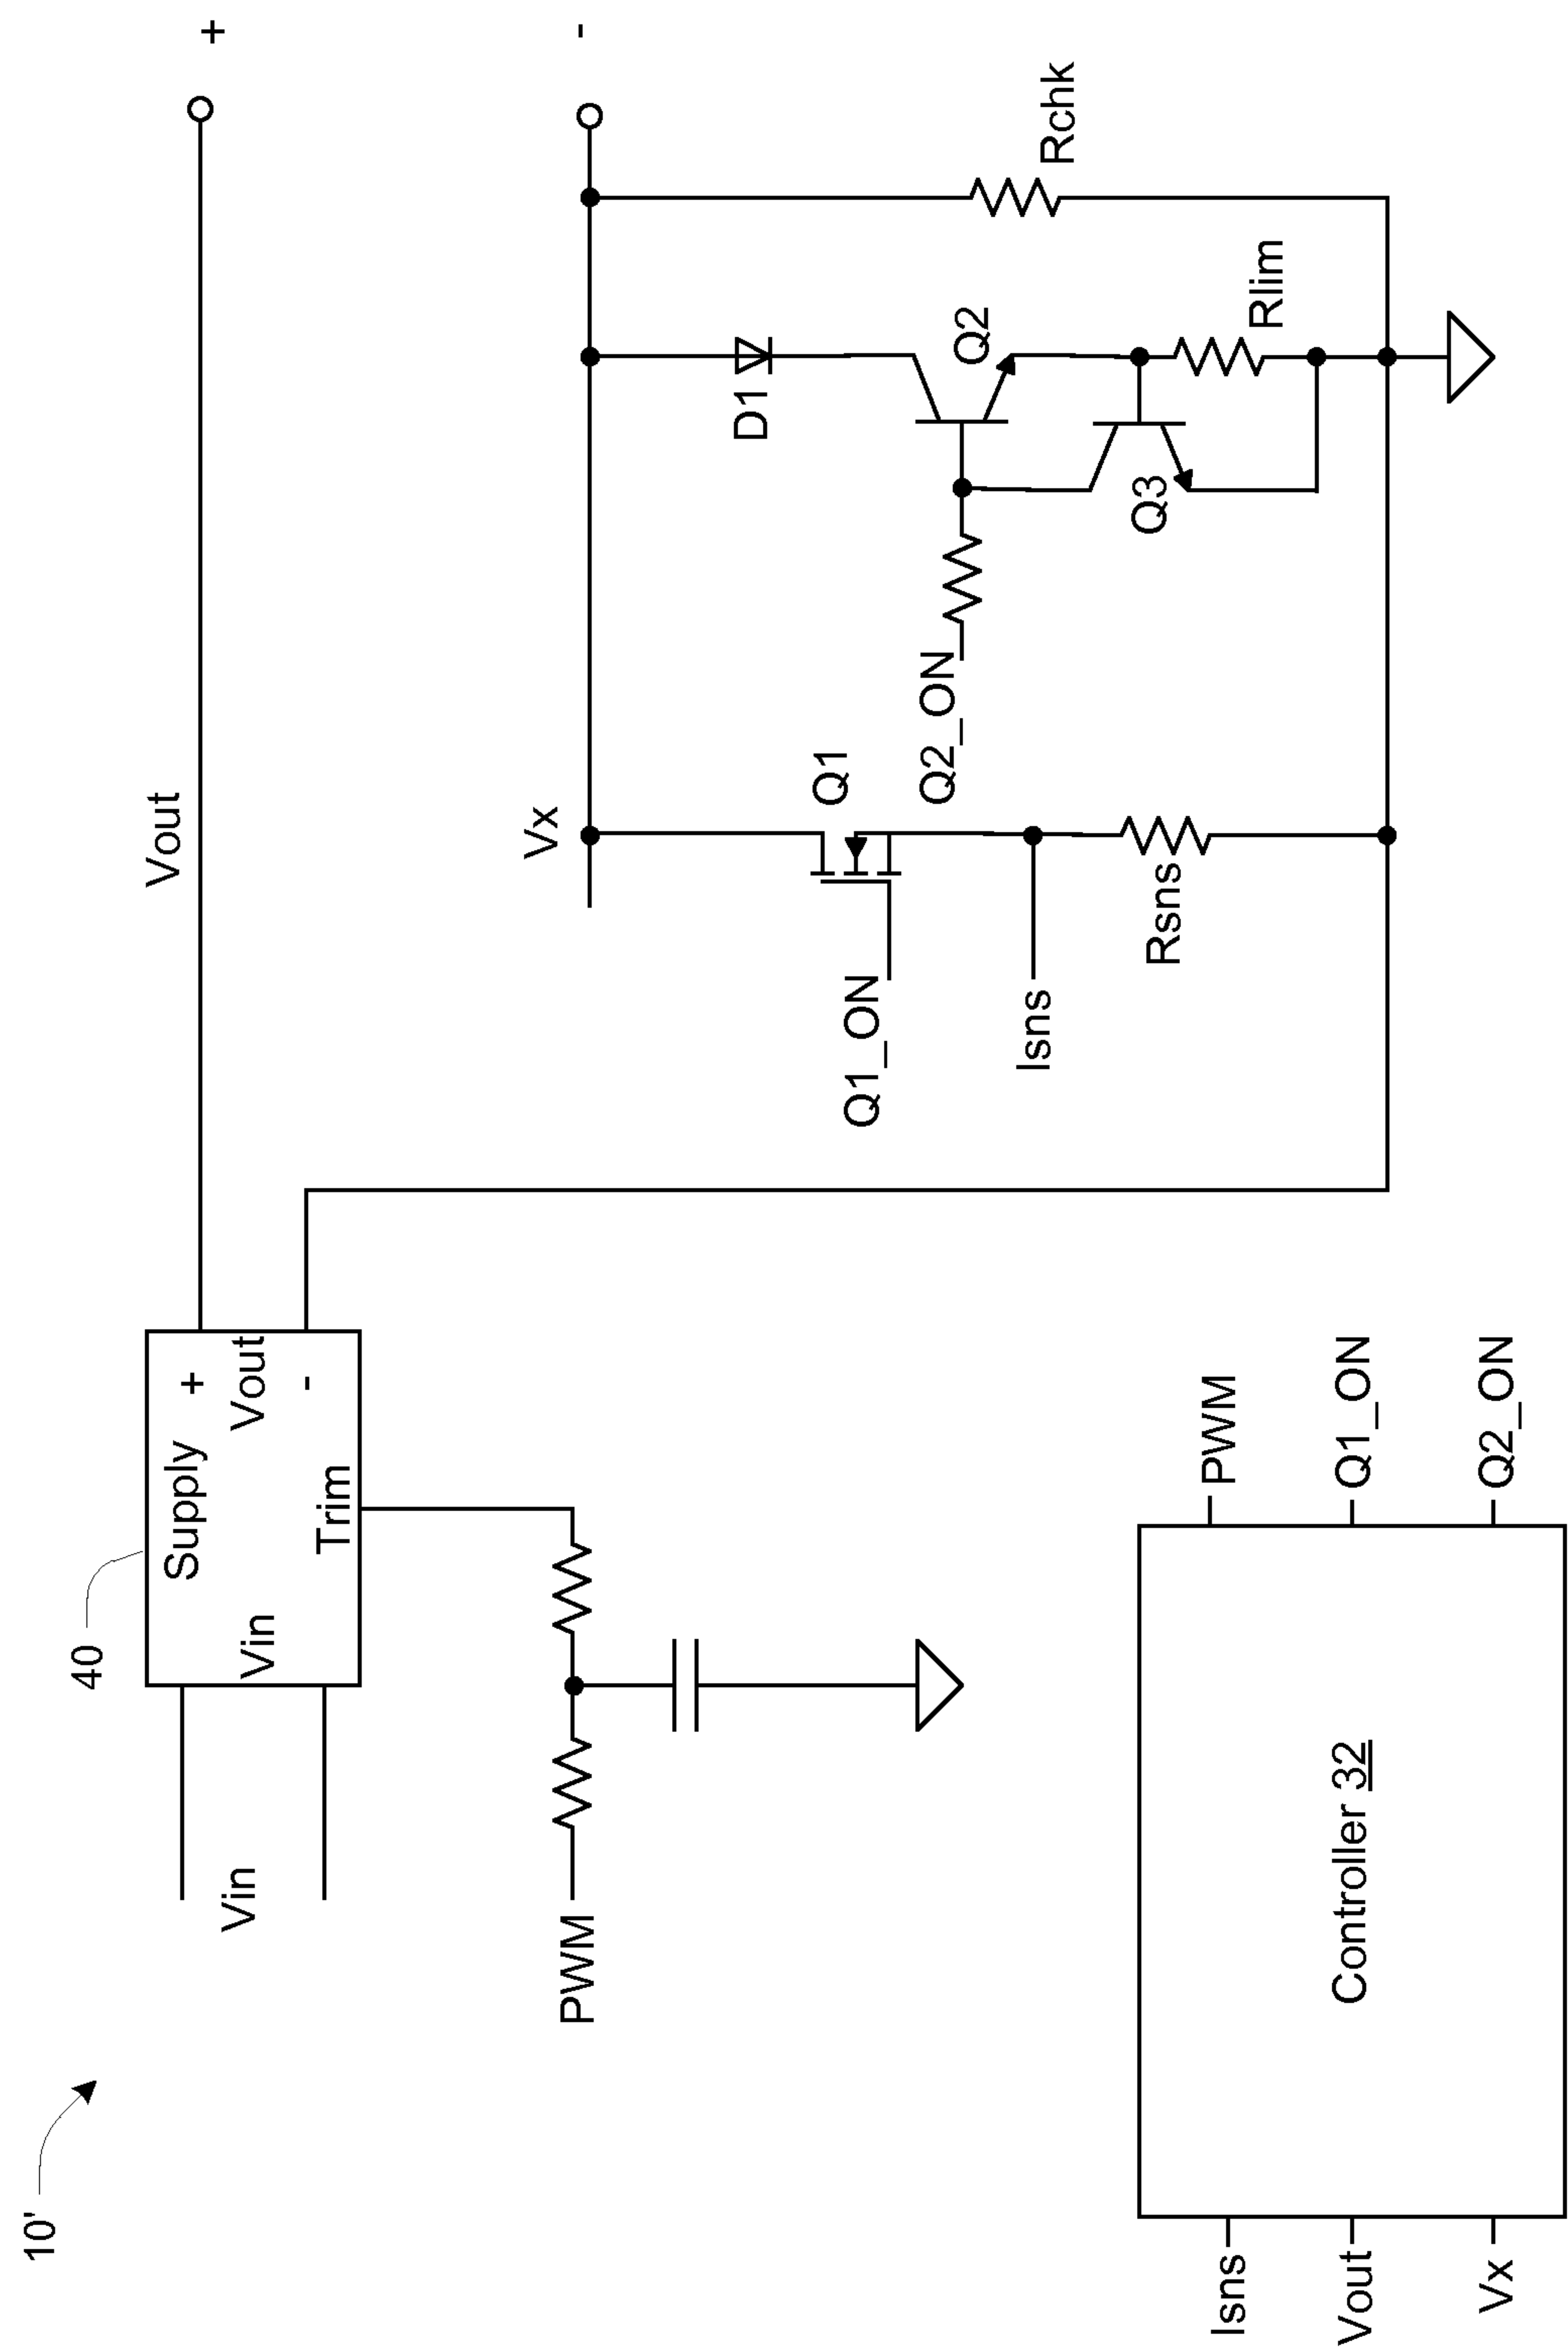 10'
40
Supply
+
Vin
Vout
-
Trim
Vin
PWM
Vout
+
-
Vx
Q1
Q1_ON
Isns
Rsns
D1
Q2
Q2_ON
Q3
Rlim
Rchk
Isns
Vout
Vx
Controller 32
PWM
Q1_ON
Q2_ON